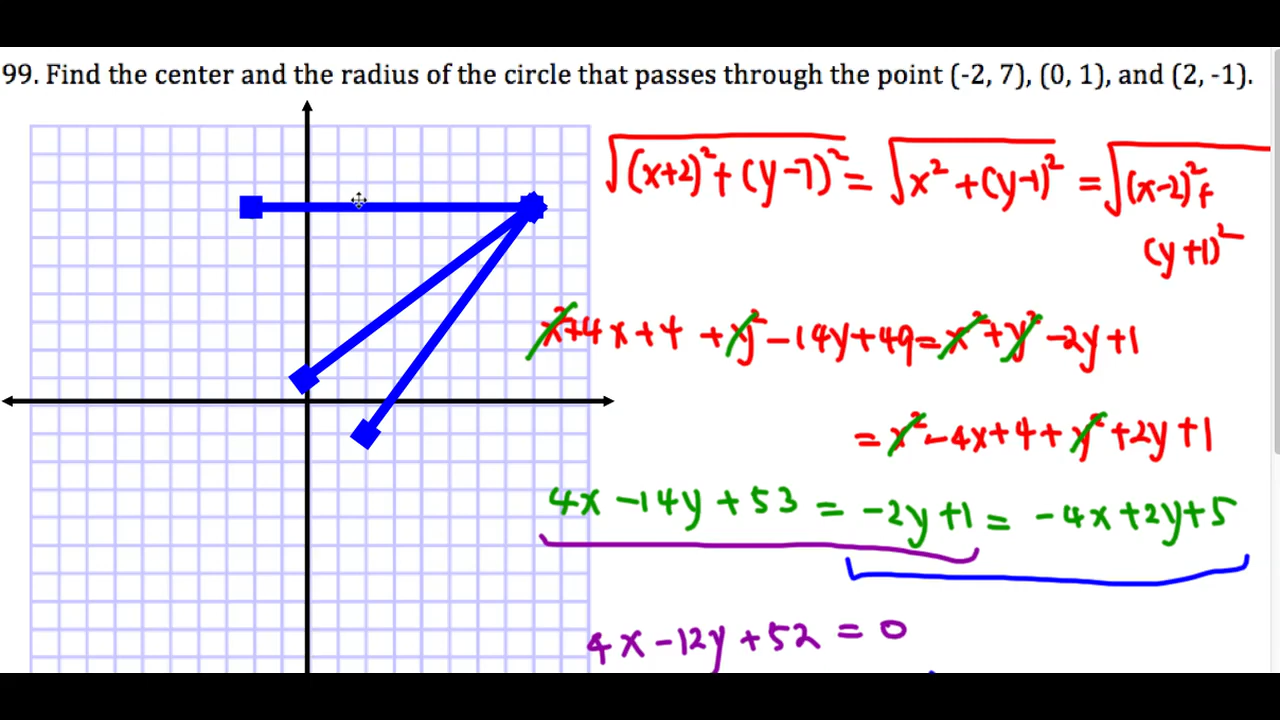 99. Find the center and the radius of the circle that passes through the point (-2, 7), (0, 1), and (2, -1).
√(x+2)²+(y-7)² = √x²+(y-1)² = √(x-2)²+
(y+1)²
x²+4x+4+y²-14y+49=x²+y²-2y+1
= x²-4x+4+y²+2y+1
4x-14y+53 = -2y+1 = -4x+2y+5
4x-12y+52 = 0